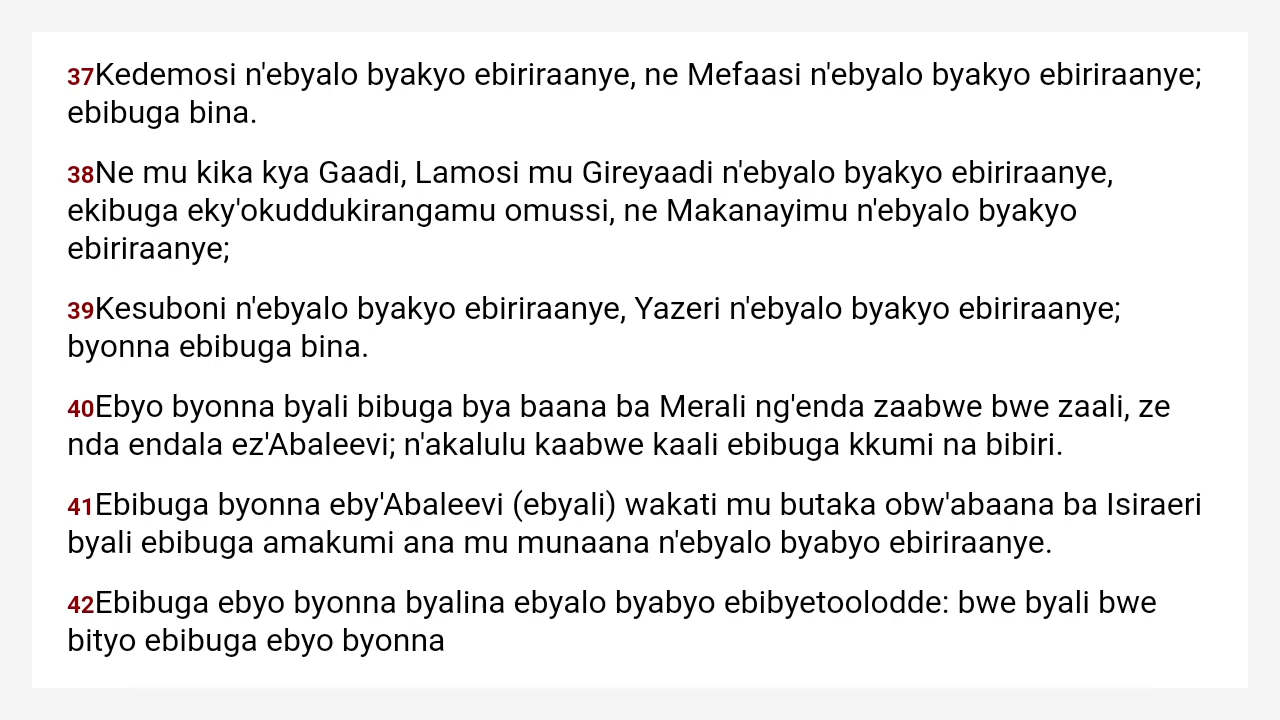 37Kedemosi n'ebyalo byakyo ebiriraanye, ne Mefaasi n'ebyalo byakyo ebiriraanye;
ebibuga bina.
38Ne mu kika kya Gaadi, Lamosi mu Gireyaadi n'ebyalo byakyo ebiriraanye,
ekibuga eky'okuddukirangamu omussi, ne Makanayimu n'ebyalo byakyo
ebiriraanye;
39Kesuboni n'ebyalo byakyo ebiriraanye, Yazeri n'ebyalo byakyo ebiriraanye;
byonna ebibuga bina.
40Ebyo byonna byali bibuga bya baana ba Merali ng'enda zaabwe bwe zaali, ze
nda endala ez'Abaleevi; n'akalulu kaabwe kaali ebibuga kkumi na bibiri.
41Ebibuga byonna eby'Abaleevi (ebyali) wakati mu butaka obw'abaana ba Isiraeri
byali ebibuga amakumi ana mu munaana n'ebyalo byabyo ebiriraanye.
42Ebibuga ebyo byonna byalina ebyalo byabyo ebibyetoolodde: bwe byali bwe
bityo ebibuga ebyo byonna